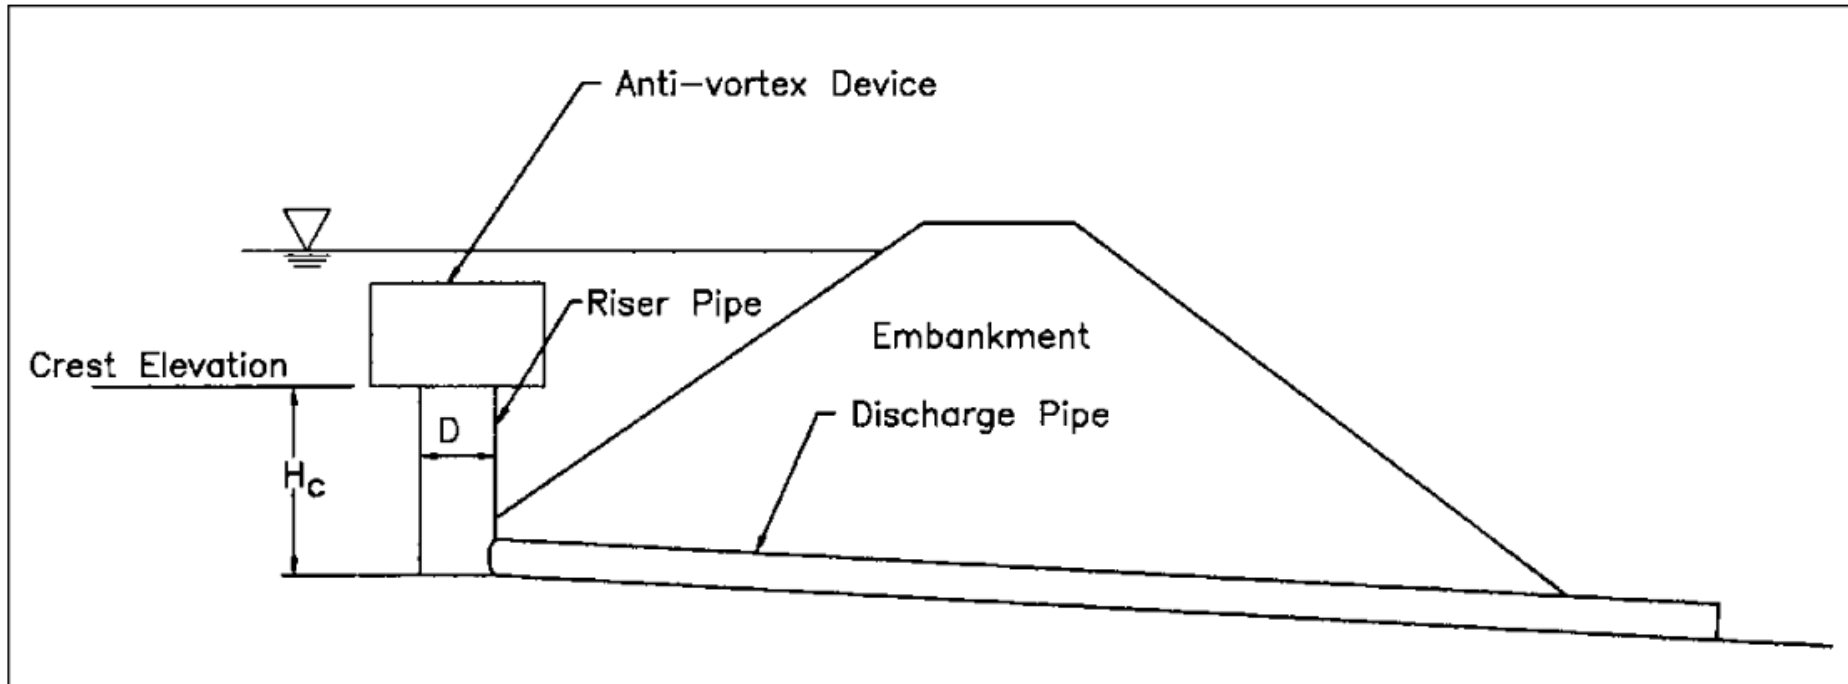 Anti-vortex Device
Riser Pipe
Embankment
Crest Elevation
Discharge Pipe
D
Hc